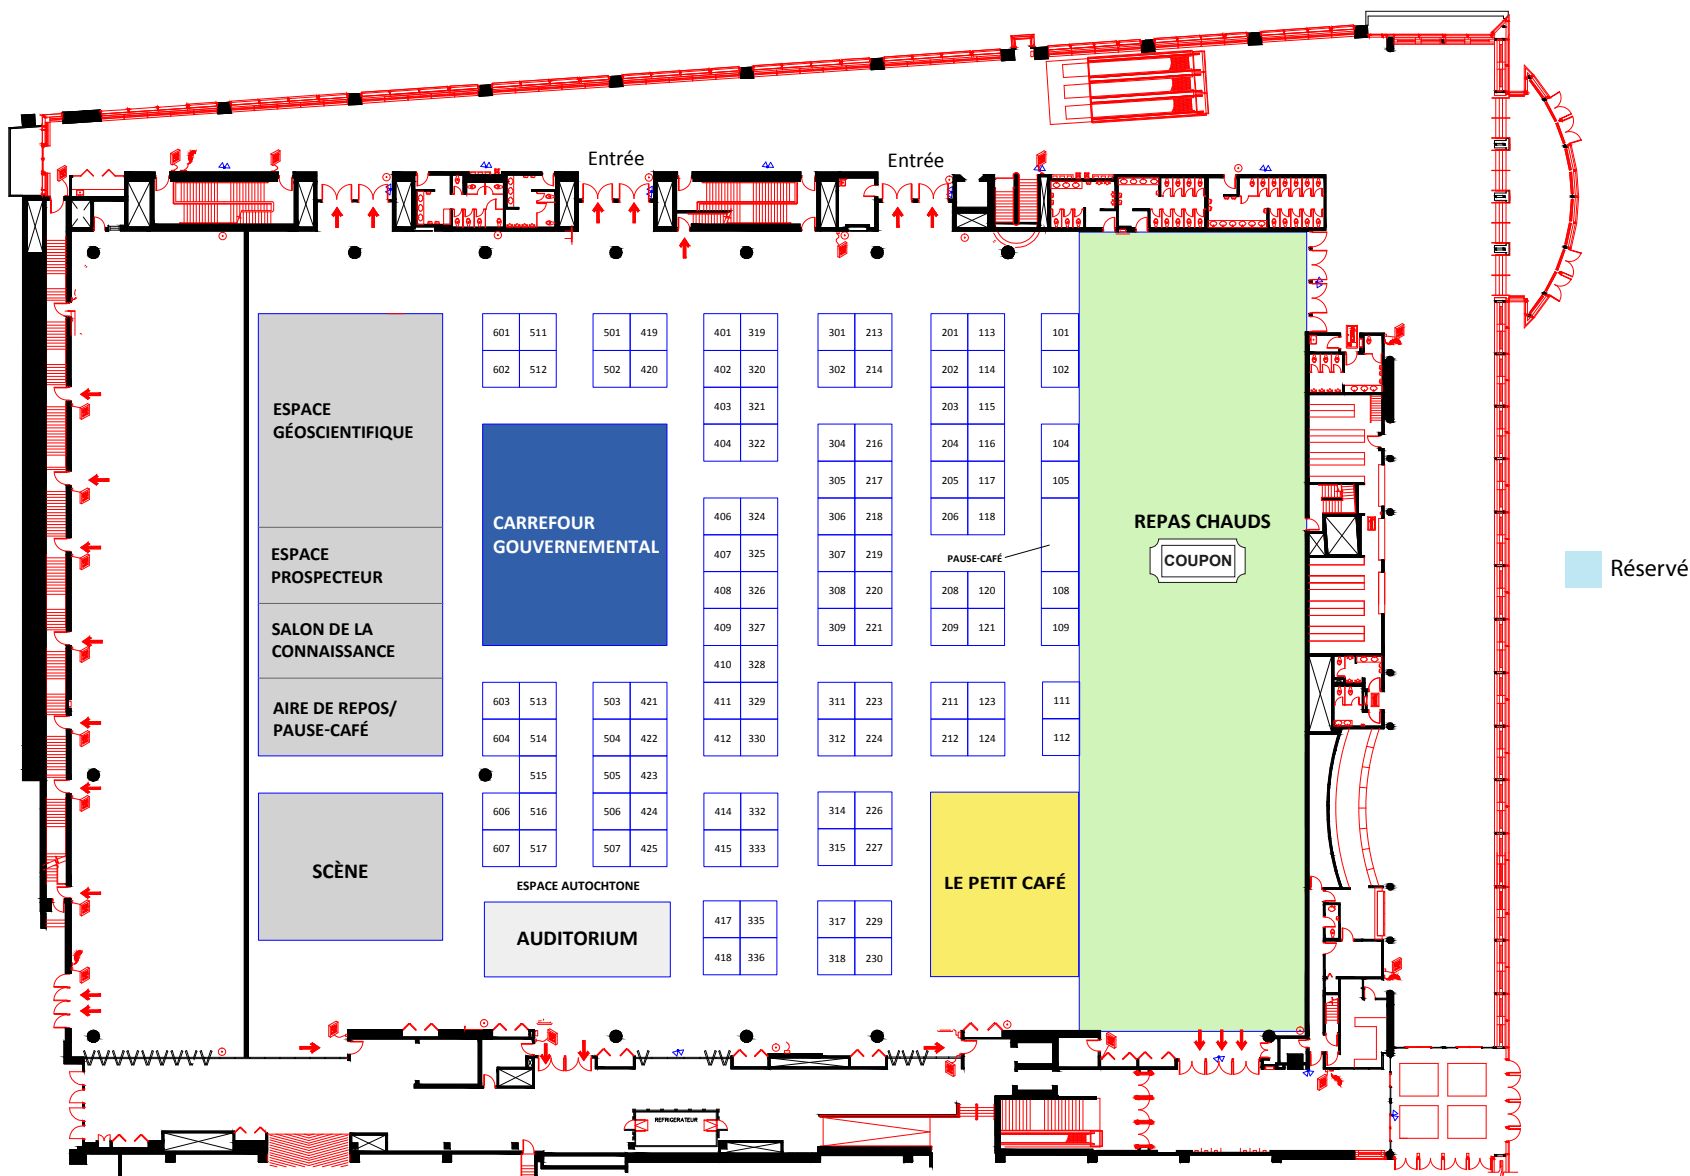 Entrée
Entrée
601 511
602 512
501 419
502 420
401 319
402 320
403 321
404 322
301 213
302 214
201 113
202 114
203 115
204 116
205 117
206 118
101
102
104
105
304 216
305 217
306 218
307 219
308 220
309 221
406 324
407 325
408 326
409 327
410 328
411 329
412 330
PAUSE-CAFÉ
208 120
209 121
108
109
ESPACE
GÉOSCIENTIFIQUE
ESPACE
PROSPECTEUR
SALON DE LA
CONNAISSANCE
AIRE DE REPOS/
PAUSE-CAFÉ
SCÈNE
CARREFOUR
GOUVERNEMENTAL
REPAS CHAUDS
COUPON
Réservé
603 513
604 514
515
606 516
607 517
503 421
504 422
505 423
506 424
507 425
311 223
312 224
211 123
212 124
111
112
414 332
415 333
314 226
315 227
LE PETIT CAFÉ
ESPACE AUTOCHTONE
AUDITORIUM
417 335
418 336
317 229
318 230
REFRIGERATEUR